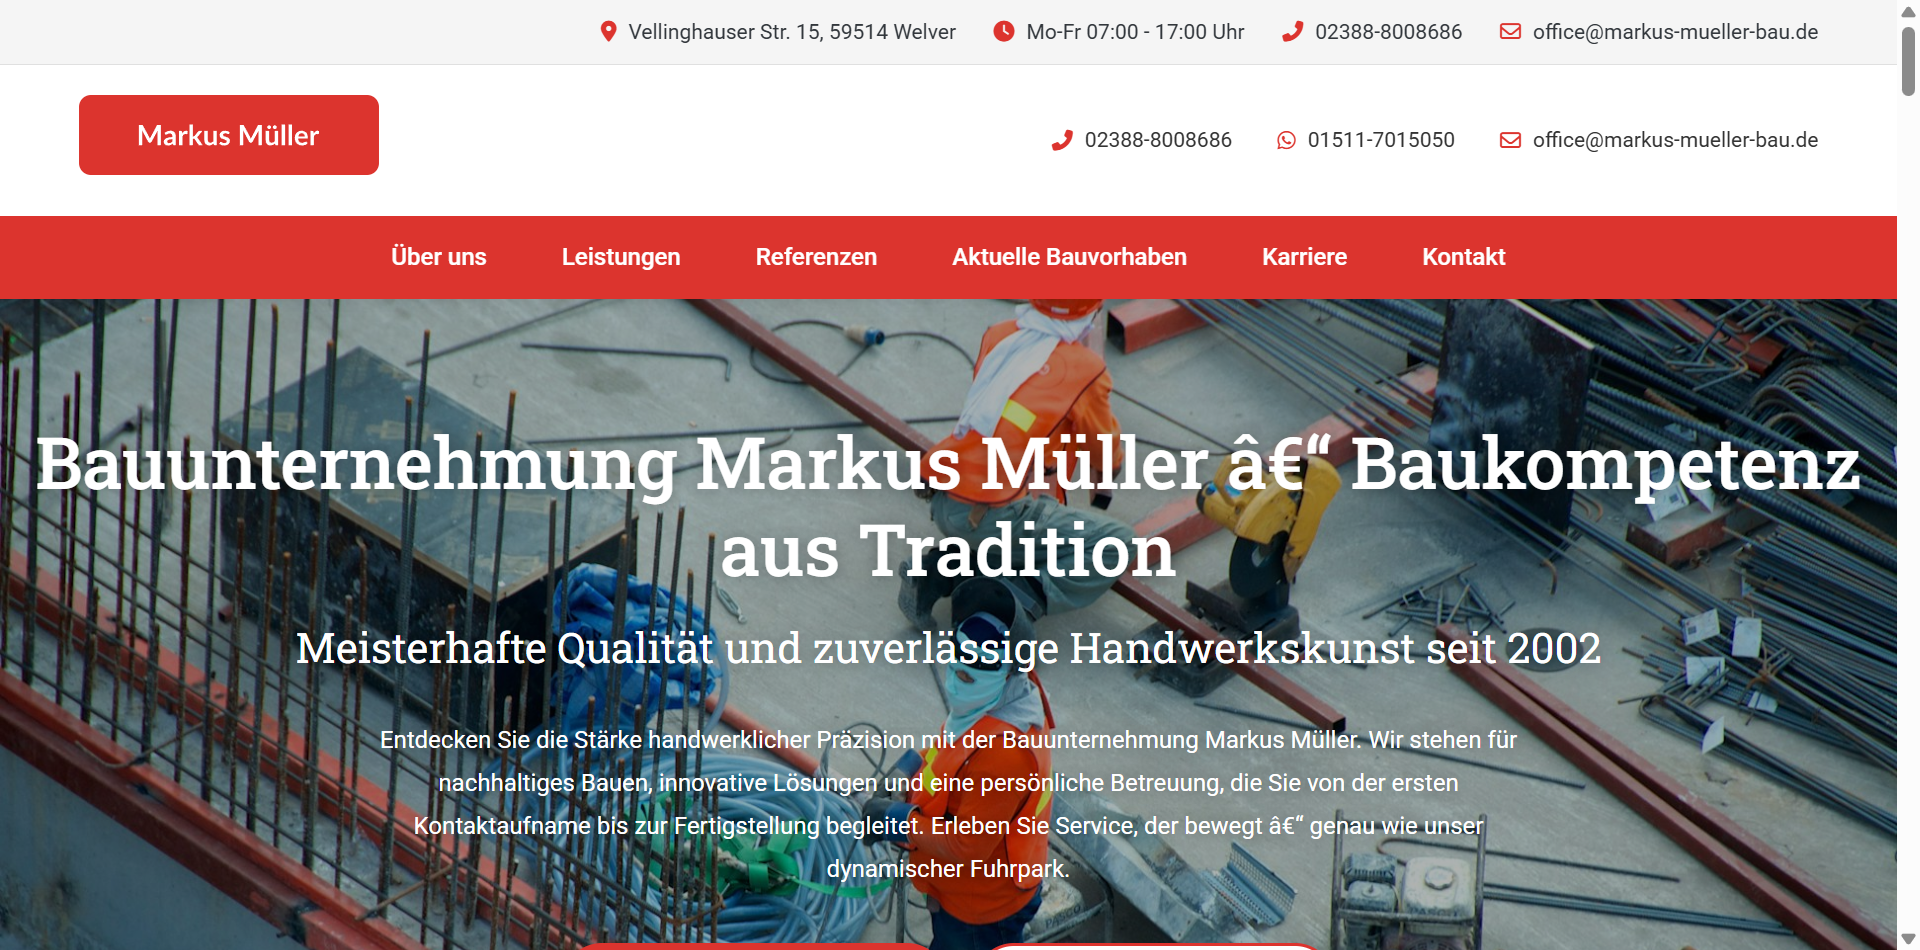 Vellinghauser Str. 15, 59514 Welver Mo-Fr 07:00 - 17:00 Uhr 02388-8008686 office@markus-mueller-bau.de
Markus Müller
02388-8008686 01511-7015050 office@markus-mueller-bau.de
Über uns Leistungen Referenzen Aktuelle Bauvorhaben Karriere Kontakt
Bauunternehmung Markus Müller â€“ Baukompetenz
aus Tradition
Meisterhafte Qualität und zuverlässige Handwerkskunst seit 2002
Entdecken Sie die Stärke handwerklicher Präzision mit der Bauunternehmung Markus Müller. Wir stehen für
nachhaltiges Bauen, innovative Lösungen und eine persönliche Betreuung, die Sie von der ersten
Kontaktaufname bis zur Fertigstellung begleitet. Erleben Sie Service, der bewegt â€“ genau wie unser
dynamischer Fuhrpark.